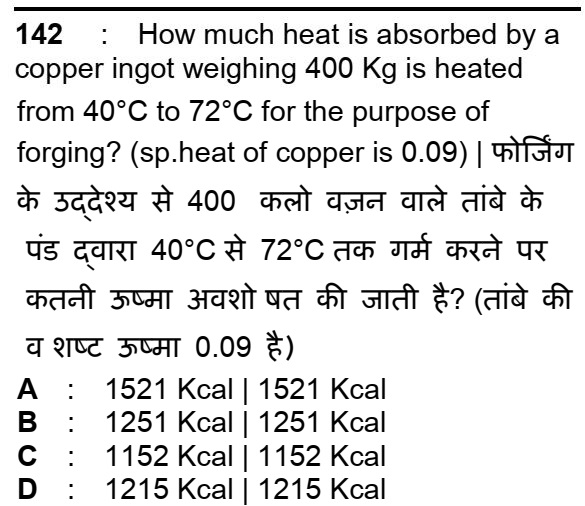 142 : How much heat is absorbed by a
copper ingot weighing 400 Kg is heated
from 40°C to 72°C for the purpose of
forging? (sp.heat of copper is 0.09) | फोर्जिंग
के उद्देश्य से 400 कलो वज़न वाले तांबे के
पंड द्वारा 40°C से 72°C तक गर्म करने पर
कतनी ऊष्मा अवशो षत की जाती है? (तांबे की
व शष्ट ऊष्मा 0.09 है)
A : 1521 Kcal | 1521 Kcal
B : 1251 Kcal | 1251 Kcal
C : 1152 Kcal | 1152 Kcal
D : 1215 Kcal | 1215 Kcal